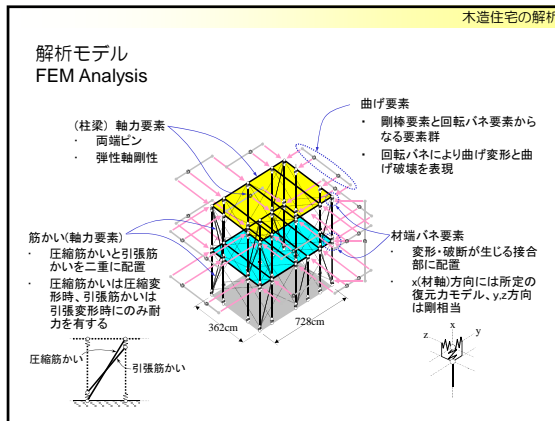 木造住宅の解析
解析モデル
FEM Analysis
(柱梁) 軸力要素
・ 両端ピン
・ 弾性軸剛性
曲げ要素
・ 剛棒要素と回転バネ要素から
なる要素群
・ 回転バネにより曲げ変形と曲
げ破壊を表現
筋かい(軸力要素)
・ 圧縮筋かいと引張筋
かいを二重に配置
・ 圧縮筋かいは圧縮変
形時、引張筋かいは
引張変形時にのみ耐
力を有する
材端バネ要素
・ 変形・破断が生じる接合
部に配置
・ x(材軸)方向には所定の
復元力モデル、y,z方向
は剛相当
362cm
728cm
圧縮筋かい
引張筋かい
x
z
y